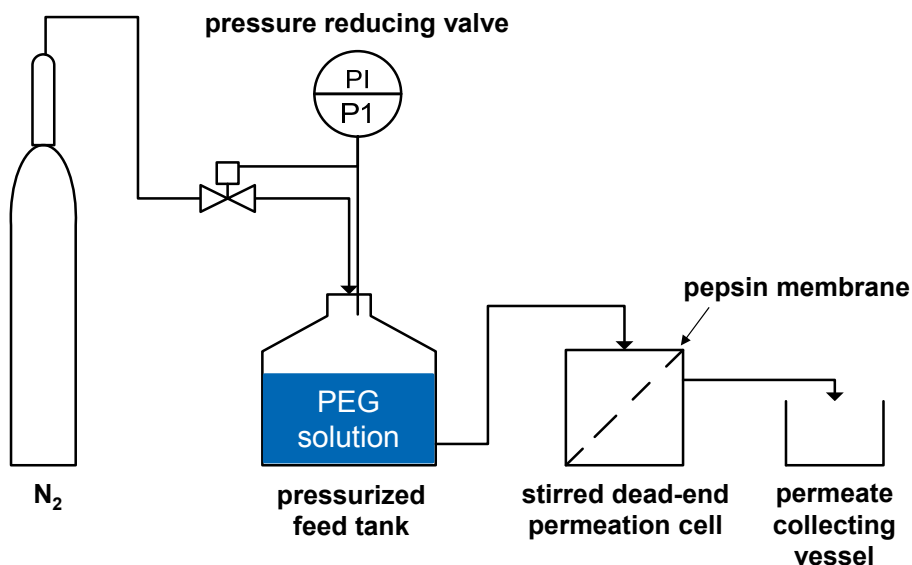 pressure reducing valve
PI
P1
pepsin membrane
PEG
solution
N₂
pressurized
feed tank
stirred dead-end
permeation cell
permeate
collecting
vessel